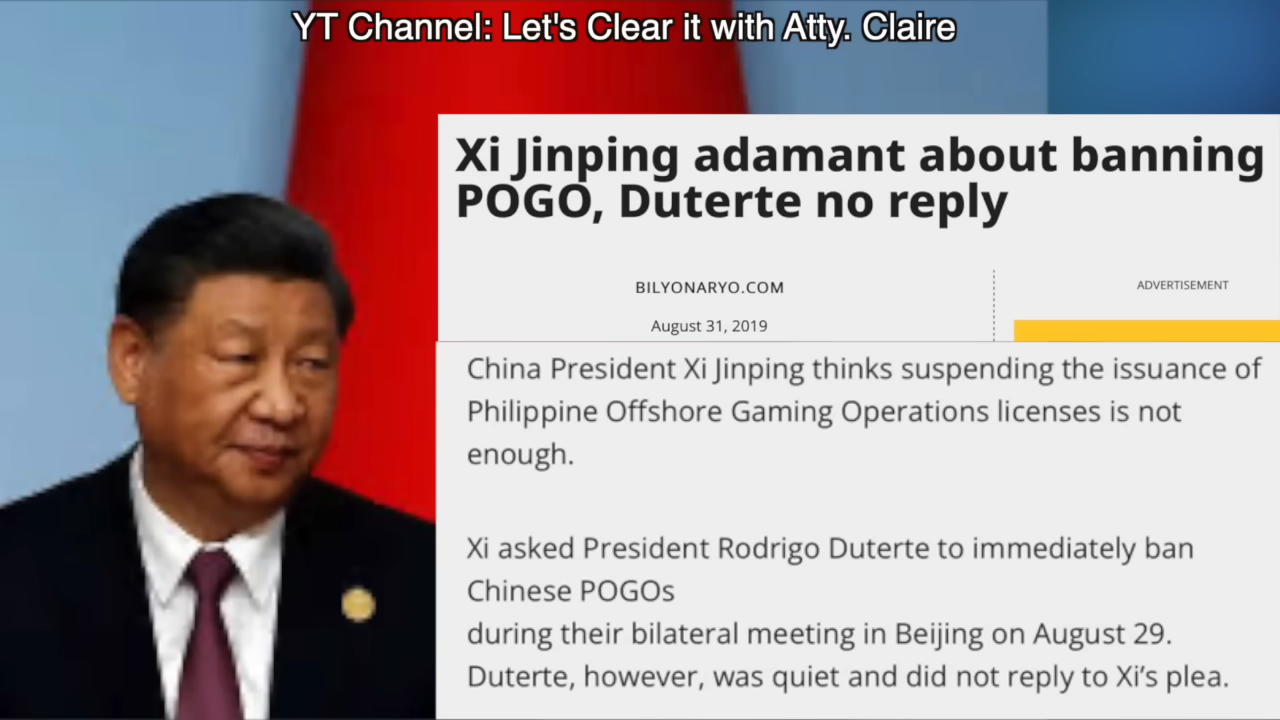 YT Channel: Let's Clear it with Atty. Claire
Xi Jinping adamant about banning
POGO, Duterte no reply
BILYONARYO.COM
ADVERTISEMENT
August 31, 2019
China President Xi Jinping thinks suspending the issuance of
Philippine Offshore Gaming Operations licenses is not
enough.
Xi asked President Rodrigo Duterte to immediately ban
Chinese POGOs
during their bilateral meeting in Beijing on August 29.
Duterte, however, was quiet and did not reply to Xi’s plea.